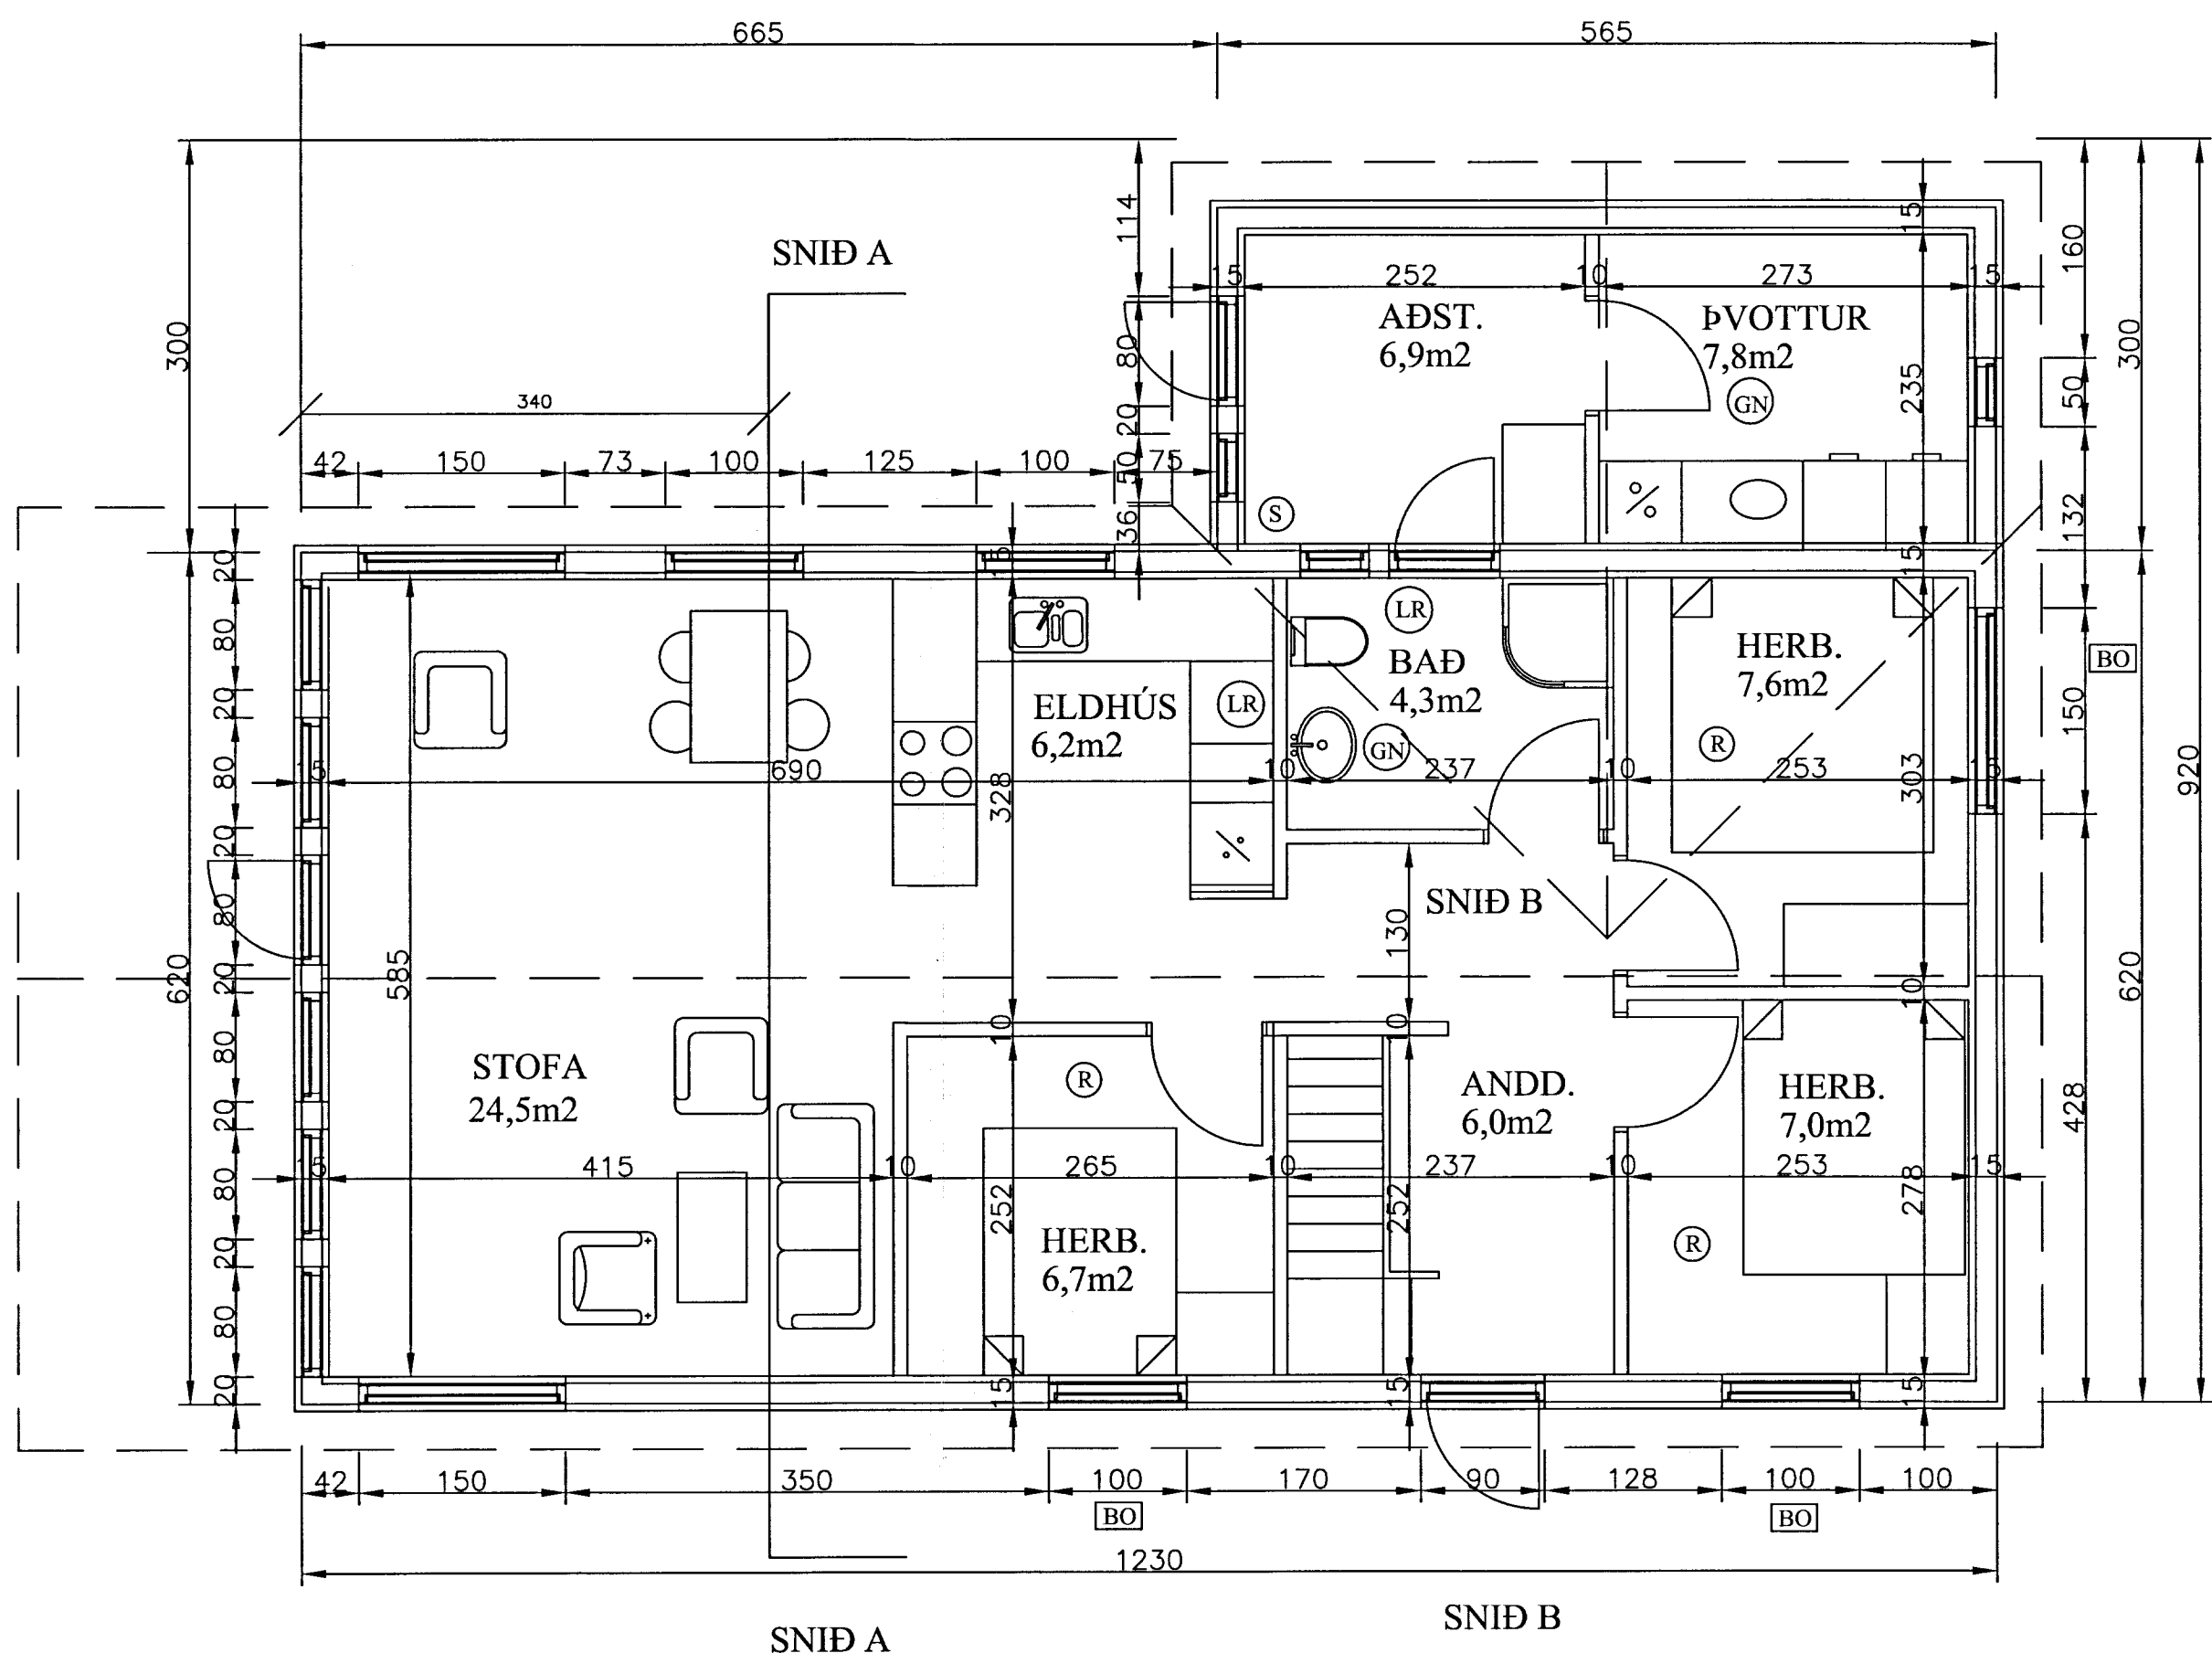 665
565
SNIÐ A
114
15
160
15
252
10
273
15
AÐST.
6,9m2
ÞVOTTUR
7,8m2
GN
300
80
235
50
300
340
20
42
150
73
100
125
100
75
50
S
36
132
20
15
15
80
LR
BAÐ
4,3m2
HERB.
7,6m2
BO
20
ELDHÚS
6,2m2
LR
R
150
GN
80
15
690
10
237
10
253
15
328
303
920
20
80
SNIÐ B
130
620
585
20
10
620
80
10
10
STOFA
24,5m2
R
ANDD.
6,0m2
HERB.
7,0m2
428
20
80
15
415
10
265
10
237
10
253
15
252
252
278
20
HERB.
6,7m2
R
80
20
15
15
15
42
150
350
100
170
90
128
100
100
BO
BO
1230
SNIÐ A
SNIÐ B